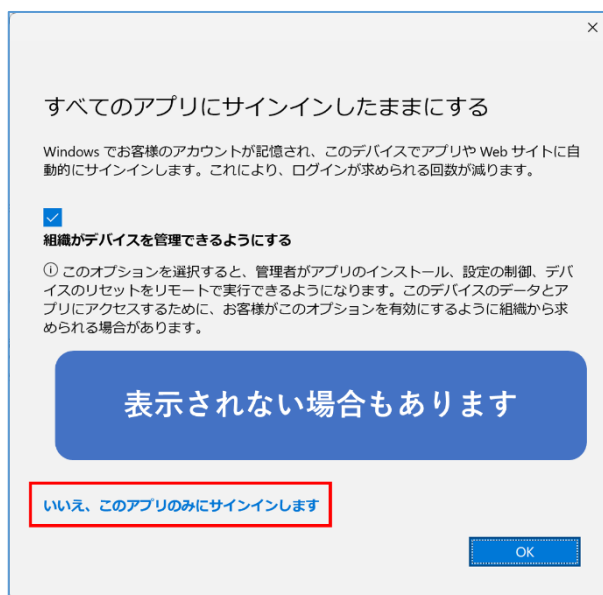 すべてのアプリにサインインしたままにする
Windows でお客様のアカウントが記憶され、このデバイスでアプリや Web サイトに自
動的にサインインします。これにより、ログインが求められる回数が減ります。
組織がデバイスを管理できるようにする
ⓘ このオプションを選択すると、管理者がアプリのインストール、設定の制御、デバ
イスのリセットをリモートで実行できるようになります。このデバイスのデータとア
プリにアクセスするために、お客様がこのオプションを有効にするように組織から求
められる場合があります。
表示されない場合もあります
いいえ、このアプリのみにサインインします
OK